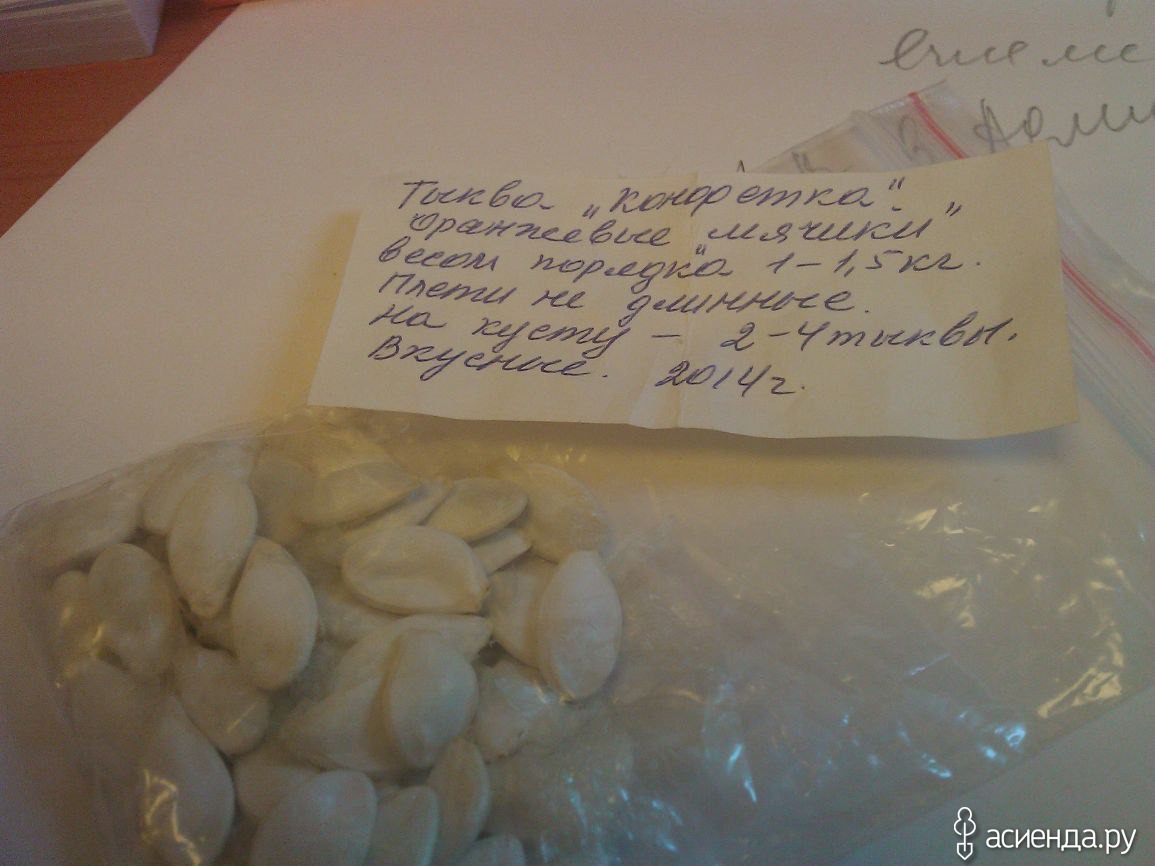 Тыква „Конфетка".
Оранжевые „мячики"
весом порядка 1-1,5 кг.
Плети не длинные.
на кусту - 2-4 тыквы.
Вкусные. 2014 г.
асиенда.ру